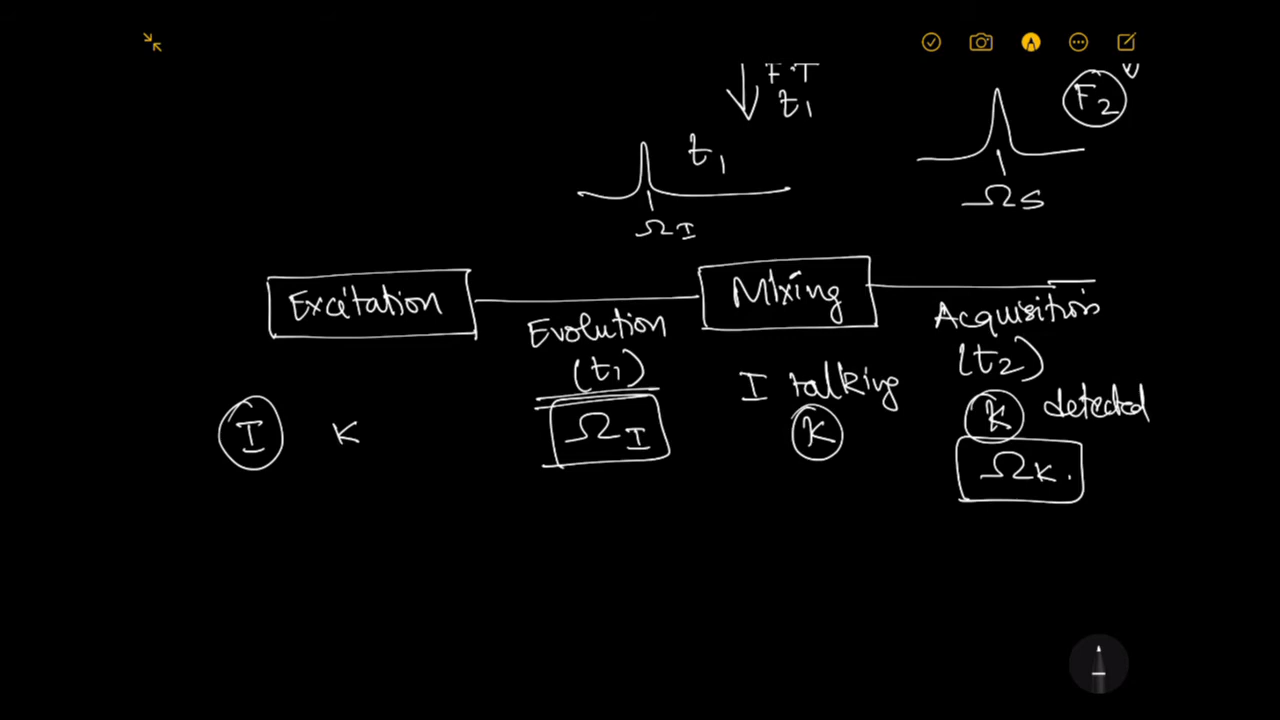 F.T
t1
F2
t1
ΩS
ΩI
Excitation
Mixing
Evolution
(t1)
Acquisition
(t2)
I talking
K
K detected
I K
ΩI
ΩK.